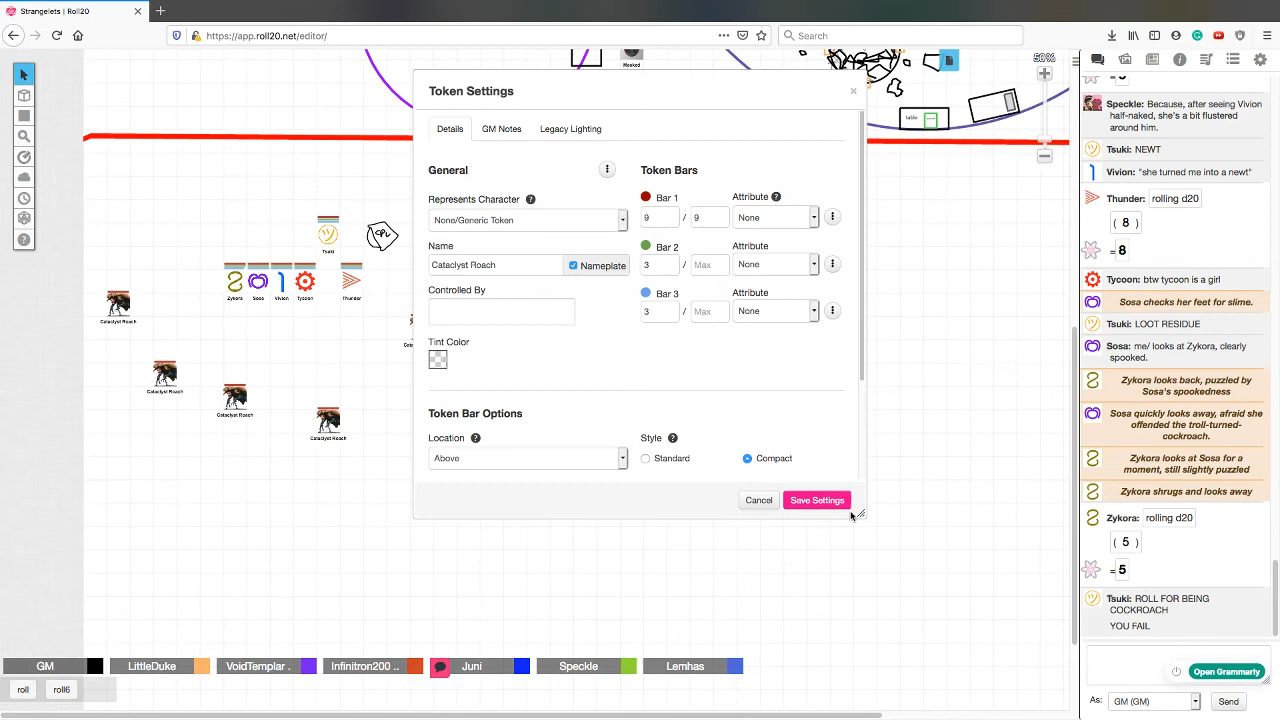 Strangelets | Roll20
https://app.roll20.net/editor/
Search
50%
Masked
table
Tsuki
CPU
Zykora
Sosa
Vivion
Tycoon
Thunder
Cataclyst Roach
Cataclyst Roach
Cataclyst Roach
Cataclyst Roach
Token Settings
Details
GM Notes
Legacy Lighting
General
Represents Character
None/Generic Token
Name
Cataclyst Roach
Nameplate
Controlled By
Tint Color
Token Bars
Bar 1
Attribute
9 / 9
None
Bar 2
Attribute
3 / Max
None
Bar 3
Attribute
3 / Max
None
Token Bar Options
Location
Above
Style
Standard
Compact
Cancel
Save Settings
Speckle: Because, after seeing Vivion
half-naked, she's a bit flustered
around him.
Tsuki: NEWT
Vivion: "she turned me into a newt"
Thunder: rolling d20
( 8 )
= 8
Tycoon: btw tycoon is a girl
Sosa checks her feet for slime.
Tsuki: LOOT RESIDUE
Sosa: me/ looks at Zykora, clearly
spooked.
Zykora looks back, puzzled by
Sosa's spookedness
Sosa quickly looks away, afraid she
offended the troll-turned-
cockroach.
Zykora looks at Sosa for a
moment, still slightly puzzled
Zykora shrugs and looks away
Zykora: rolling d20
( 5 )
= 5
Tsuki: ROLL FOR BEING
COCKROACH
YOU FAIL
Open Grammarly
As:
GM (GM)
Send
GM
LittleDuke
VoidTemplar .
Infinitron200 ..
Juni
Speckle
Lemhas
roll
roll6